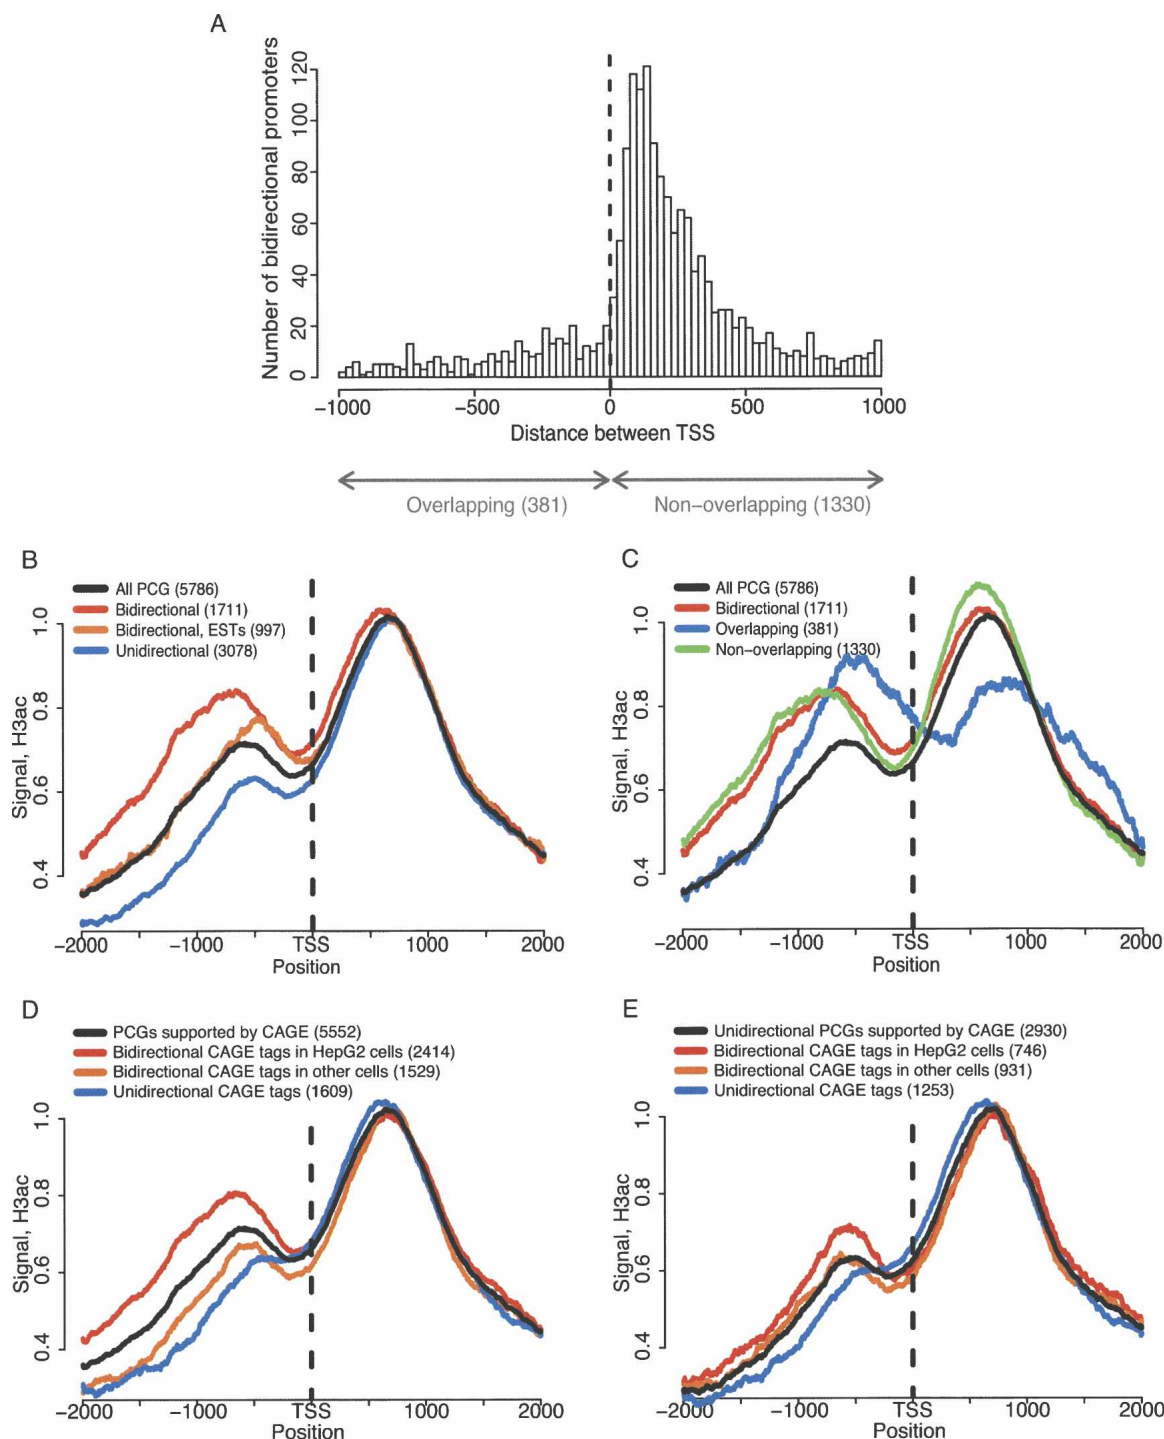 A
Number of bidirectional promoters
120
100
80
60
40
20
0
−1000 −500 0 500 1000
Distance between TSS
Overlapping (381) Non−overlapping (1330)
B
All PCG (5786)
Bidirectional (1711)
Bidirectional, ESTs (997)
Unidirectional (3078)
Signal, H3ac
1.0
0.8
0.6
0.4
−2000 −1000 TSS 1000 2000
Position
C
All PCG (5786)
Bidirectional (1711)
Overlapping (381)
Non−overlapping (1330)
Signal, H3ac
1.0
0.8
0.6
0.4
−2000 −1000 TSS 1000 2000
Position
D
PCGs supported by CAGE (5552)
Bidirectional CAGE tags in HepG2 cells (2414)
Bidirectional CAGE tags in other cells (1529)
Unidirectional CAGE tags (1609)
Signal, H3ac
1.0
0.8
0.6
0.4
−2000 −1000 TSS 1000 2000
Position
E
Unidirectional PCGs supported by CAGE (2930)
Bidirectional CAGE tags in HepG2 cells (746)
Bidirectional CAGE tags in other cells (931)
Unidirectional CAGE tags (1253)
Signal, H3ac
1.0
0.8
0.6
0.4
−2000 −1000 TSS 1000 2000
Position